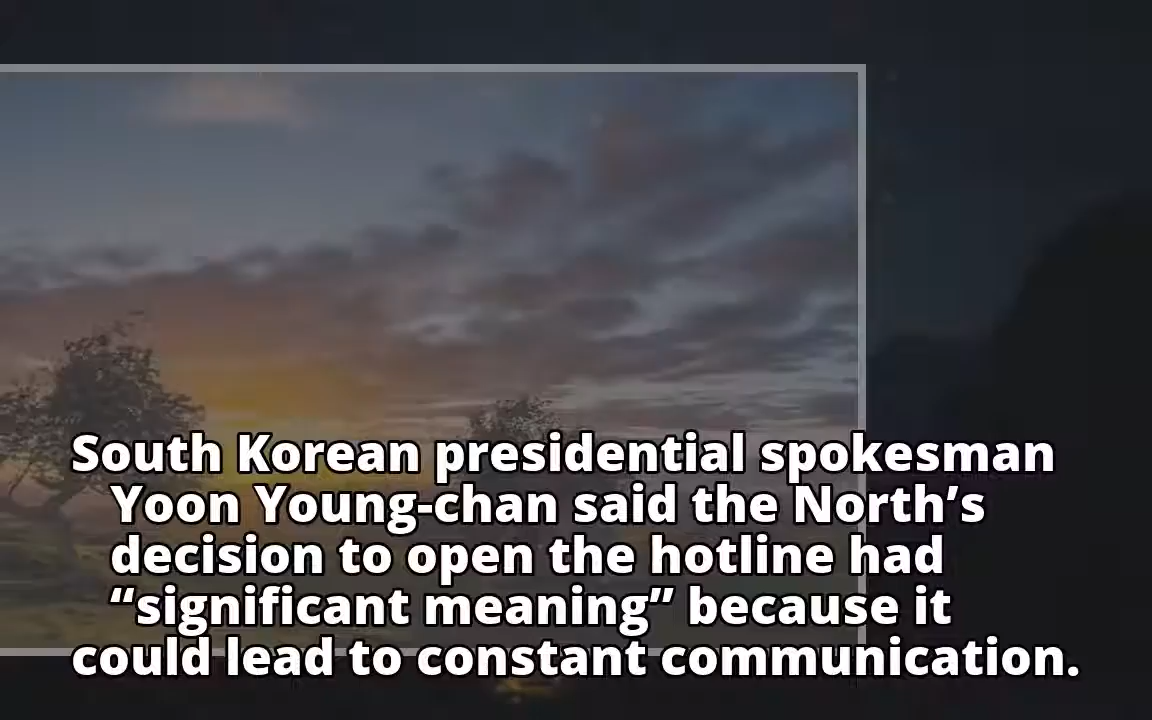 South Korean presidential spokesman
Yoon Young-chan said the North’s
decision to open the hotline had
“significant meaning” because it
could lead to constant communication.